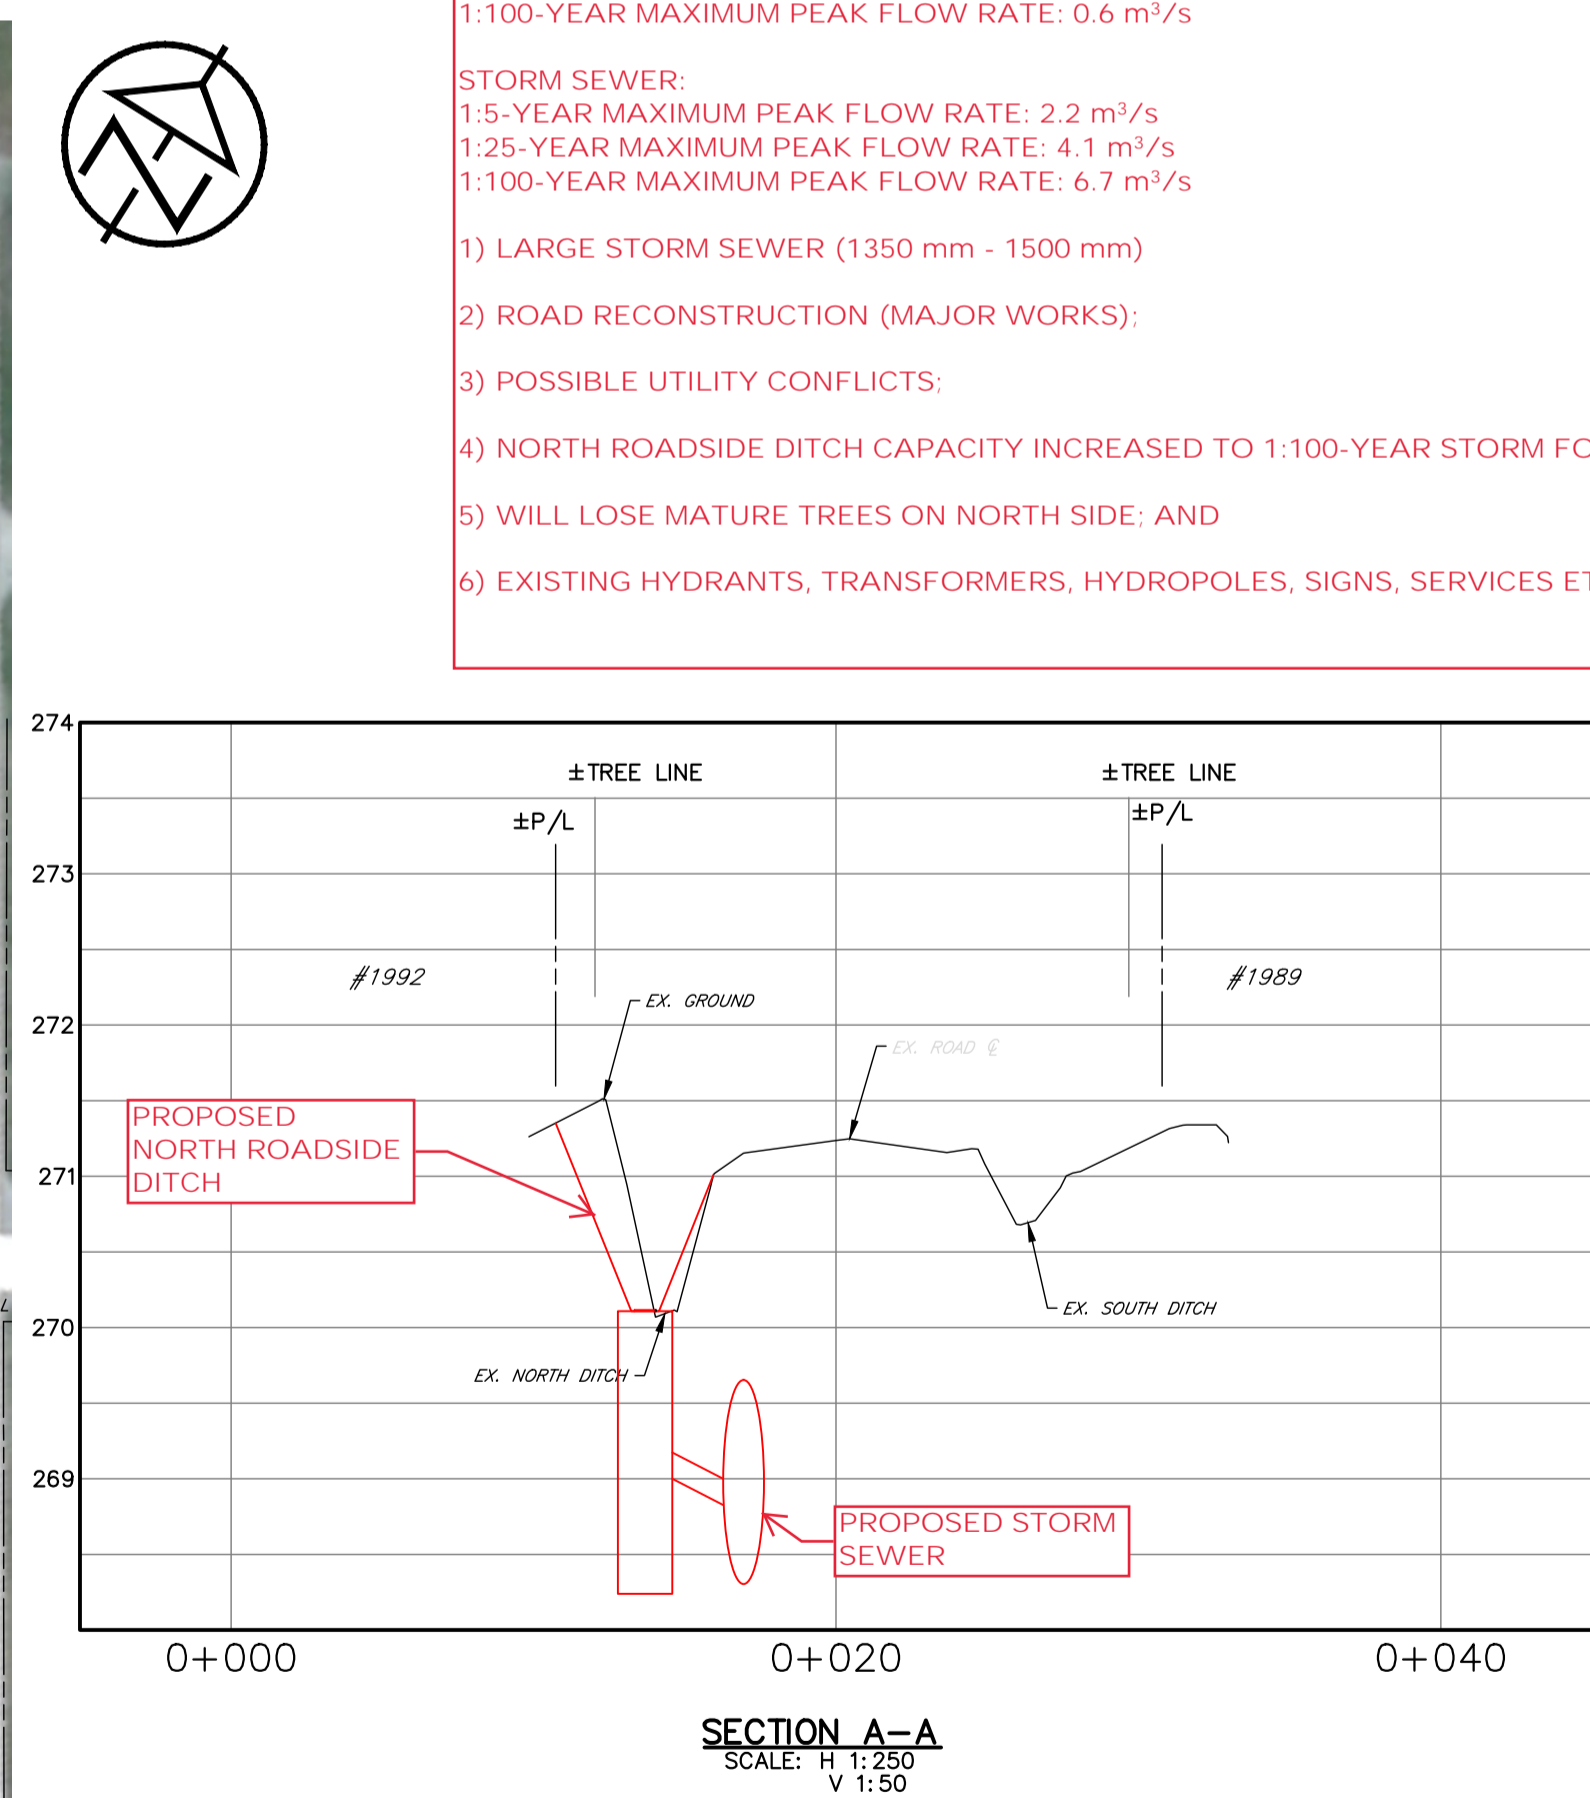 1:100-YEAR MAXIMUM PEAK FLOW RATE: 0.6 m³/s
STORM SEWER:
1:5-YEAR MAXIMUM PEAK FLOW RATE: 2.2 m³/s
1:25-YEAR MAXIMUM PEAK FLOW RATE: 4.1 m³/s
1:100-YEAR MAXIMUM PEAK FLOW RATE: 6.7 m³/s
1) LARGE STORM SEWER (1350 mm - 1500 mm)
2) ROAD RECONSTRUCTION (MAJOR WORKS);
3) POSSIBLE UTILITY CONFLICTS;
4) NORTH ROADSIDE DITCH CAPACITY INCREASED TO 1:100-YEAR STORM
5) WILL LOSE MATURE TREES ON NORTH SIDE; AND
6) EXISTING HYDRANTS, TRANSFORMERS, HYDROPOLES, SIGNS, SERVICES
274
±TREE LINE
±TREE LINE
±P/L
±P/L
273
#1992
#1989
EX. GROUND
272
EX. ROAD ℄
PROPOSED
NORTH ROADSIDE
DITCH
271
EX. SOUTH DITCH
270
EX. NORTH DITCH
269
PROPOSED STORM
SEWER
0+000
0+020
0+040
SECTION A-A
SCALE: H 1:250
V 1:50